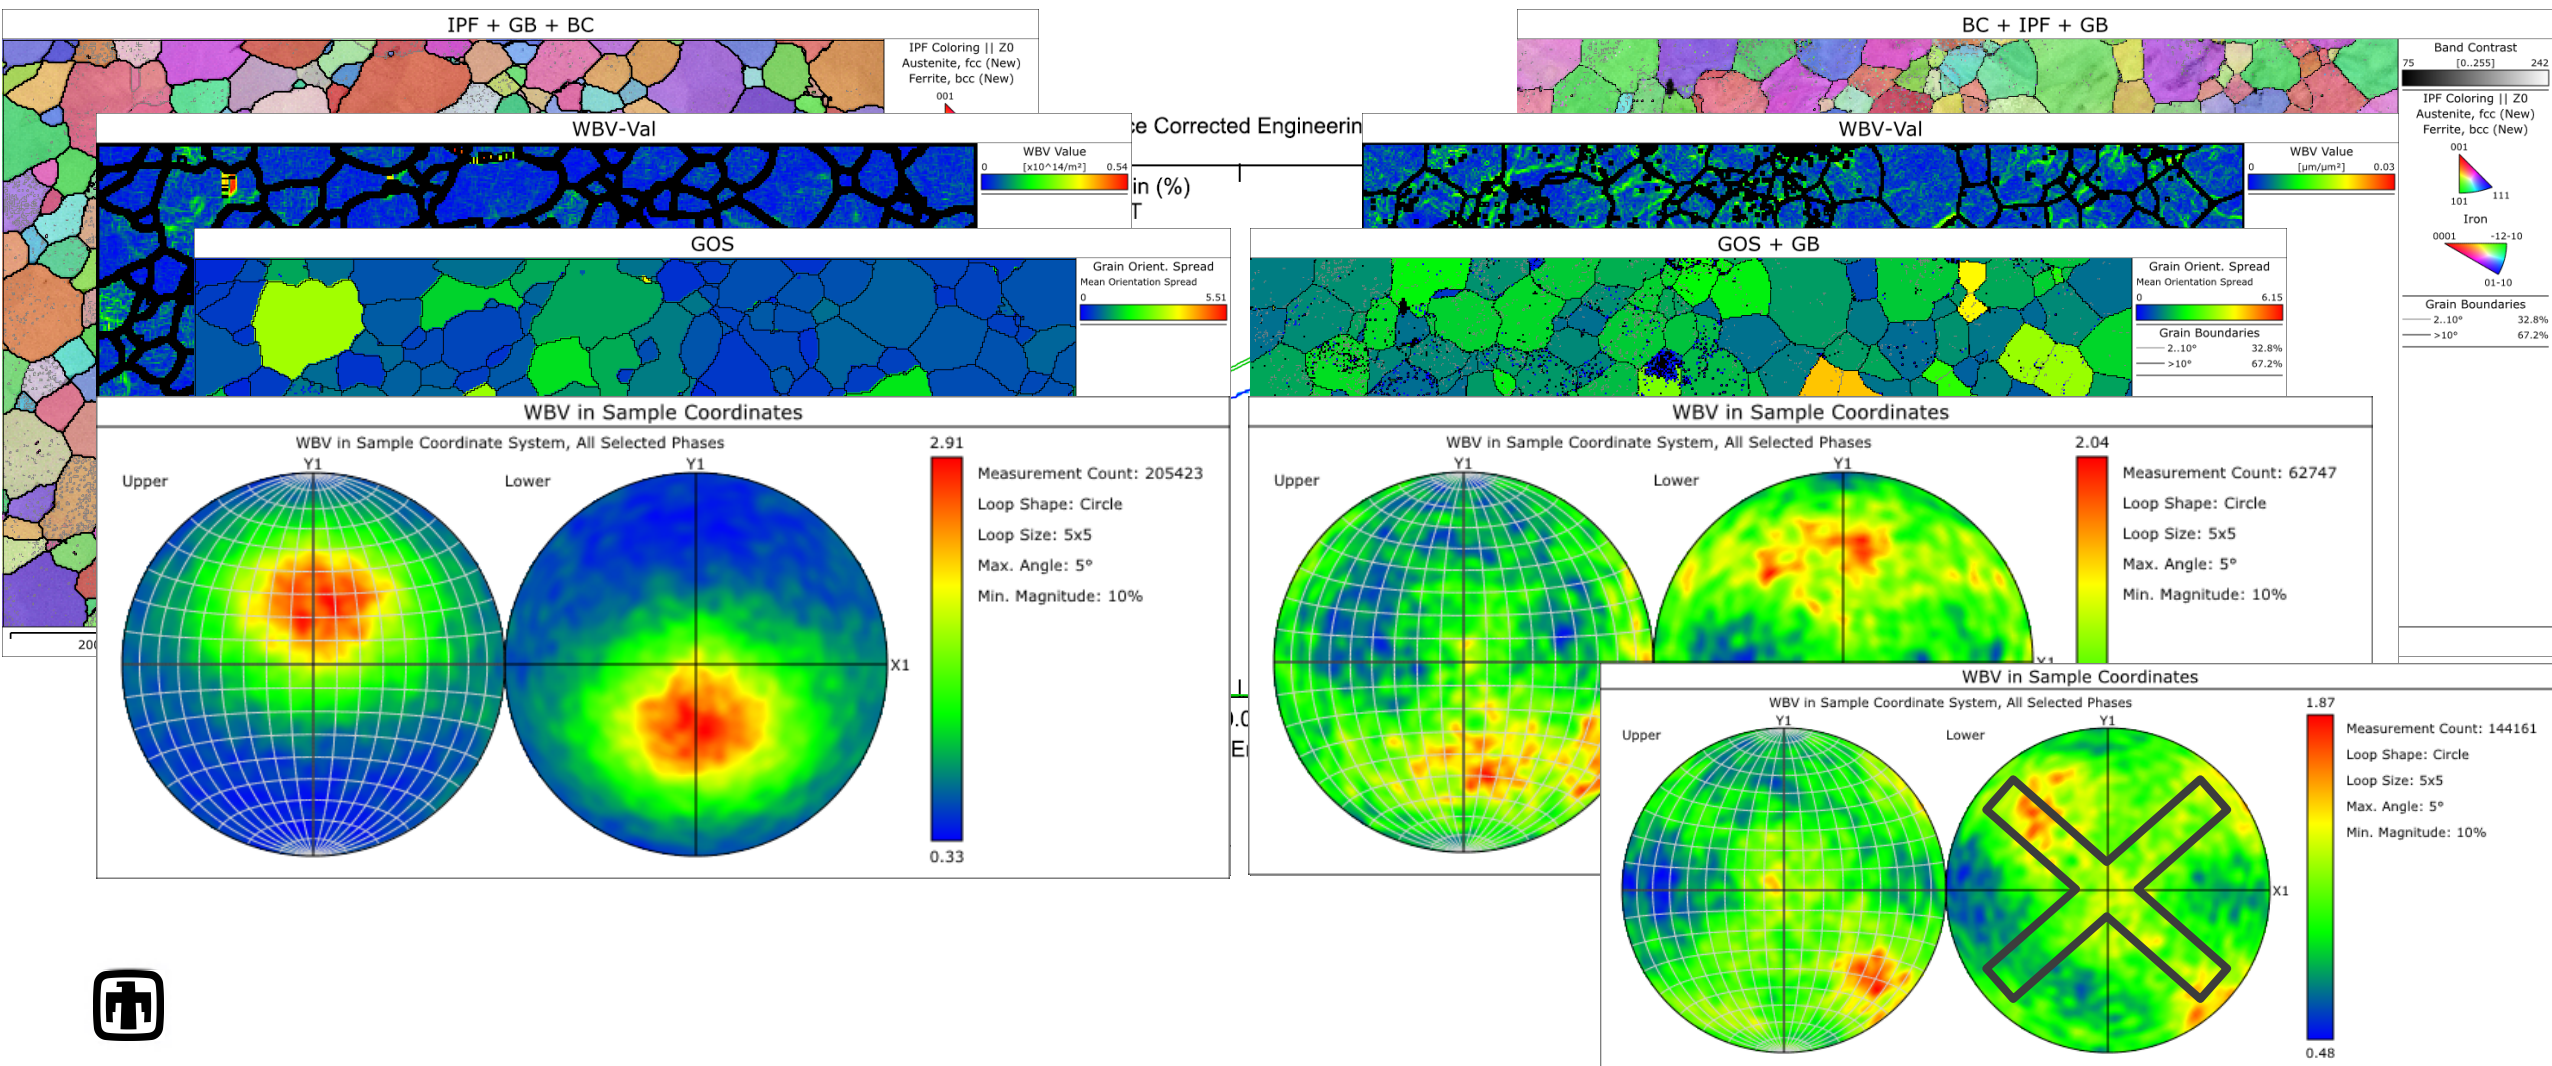 IPF + GB + BC
IPF Coloring || Z0
Austenite, fcc (New)
Ferrite, bcc (New)
001
200
WBV-Val
WBV Value
0 [x10^14/m²] 0.54
GOS
Grain Orient. Spread
Mean Orientation Spread
0 5.51
WBV in Sample Coordinates
WBV in Sample Coordinate System, All Selected Phases
Upper
Y1
Lower
Y1
X1
2.91
0.33
Measurement Count: 205423
Loop Shape: Circle
Loop Size: 5x5
Max. Angle: 5°
Min. Magnitude: 10%
ce Corrected Engineerin
in (%)
T
0.0
En
BC + IPF + GB
Band Contrast
75 [0..255] 242
IPF Coloring || Z0
Austenite, fcc (New)
Ferrite, bcc (New)
001
101 111
Iron
0001 -12-10
01-10
Grain Boundaries
2..10° 32.8%
>10° 67.2%
WBV-Val
WBV Value
0 [µm/µm²] 0.03
GOS + GB
Grain Orient. Spread
Mean Orientation Spread
0 6.15
Grain Boundaries
2..10° 32.8%
>10° 67.2%
WBV in Sample Coordinates
WBV in Sample Coordinate System, All Selected Phases
Upper
Y1
Lower
Y1
X1
2.04
Measurement Count: 62747
Loop Shape: Circle
Loop Size: 5x5
Max. Angle: 5°
Min. Magnitude: 10%
WBV in Sample Coordinates
WBV in Sample Coordinate System, All Selected Phases
Upper
Y1
Lower
Y1
X1
1.87
0.48
Measurement Count: 144161
Loop Shape: Circle
Loop Size: 5x5
Max. Angle: 5°
Min. Magnitude: 10%